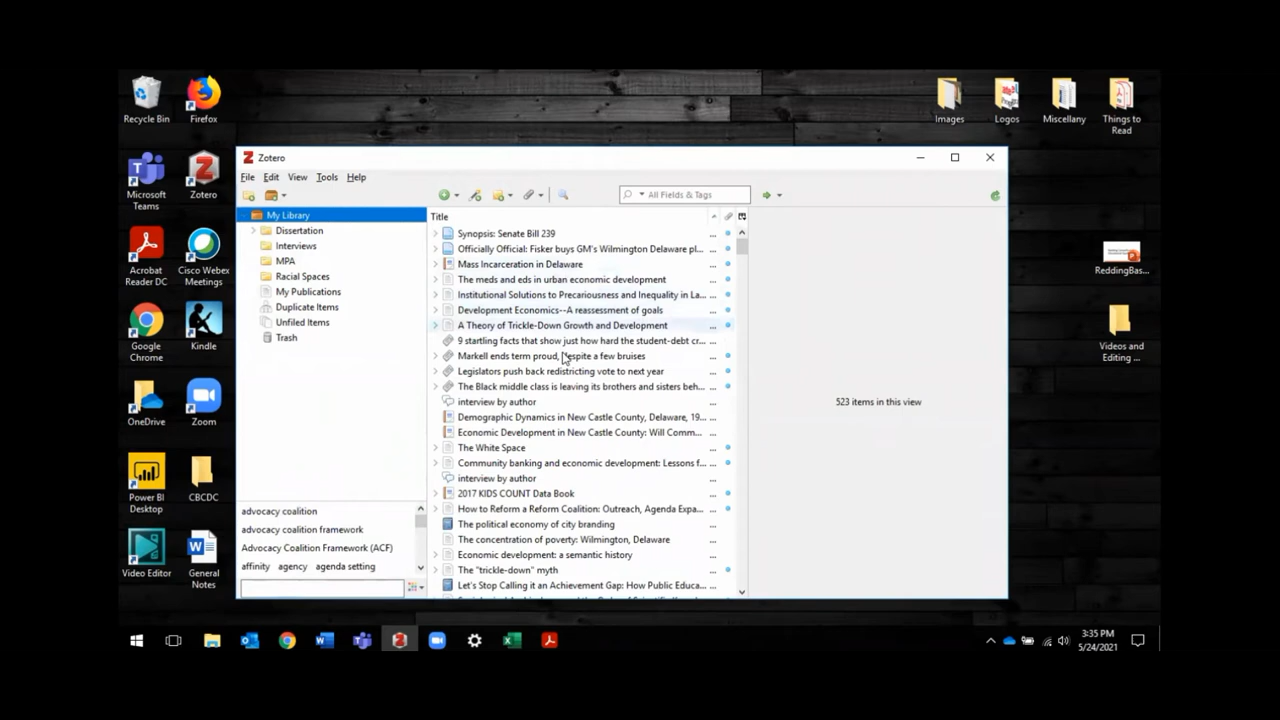 Recycle Bin
Firefox
Microsoft
Teams
Zotero
Acrobat
Reader DC
Cisco Webex
Meetings
Google
Chrome
Kindle
OneDrive
Zoom
Power BI
Desktop
CBCDC
Video Editor
General
Notes
Images
Logos
Miscellany
Things to
Read
ReddingBas...
Videos and
Editing ...
Z Zotero
File Edit View Tools Help
All Fields & Tags
My Library
Dissertation
Interviews
MPA
Racial Spaces
My Publications
Duplicate Items
Unfiled Items
Trash
advocacy coalition
advocacy coalition framework
Advocacy Coalition Framework (ACF)
affinity agency agenda setting
Title
Synopsis: Senate Bill 239 ...
Officially Official: Fisker buys GM's Wilmington Delaware pl... ...
Mass Incarceration in Delaware ...
The meds and eds in urban economic development ...
Institutional Solutions to Precariousness and Inequality in La... ...
Development Economics--A reassessment of goals ...
A Theory of Trickle-Down Growth and Development ...
9 startling facts that show just how hard the student-debt cr... ...
Markell ends term proud, despite a few bruises ...
Legislators push back redistricting vote to next year ...
The Black middle class is leaving its brothers and sisters beh... ...
interview by author ...
Demographic Dynamics in New Castle County, Delaware, 19... ...
Economic Development in New Castle County: Will Comm... ...
The White Space ...
Community banking and economic development: Lessons f... ...
interview by author ...
2017 KIDS COUNT Data Book ...
How to Reform a Reform Coalition: Outreach, Agenda Expa... ...
The political economy of city branding ...
The concentration of poverty: Wilmington, Delaware ...
Economic development: a semantic history ...
The "trickle-down" myth ...
Let's Stop Calling it an Achievement Gap: How Public Educa... ...
523 items in this view
3:35 PM
5/24/2021